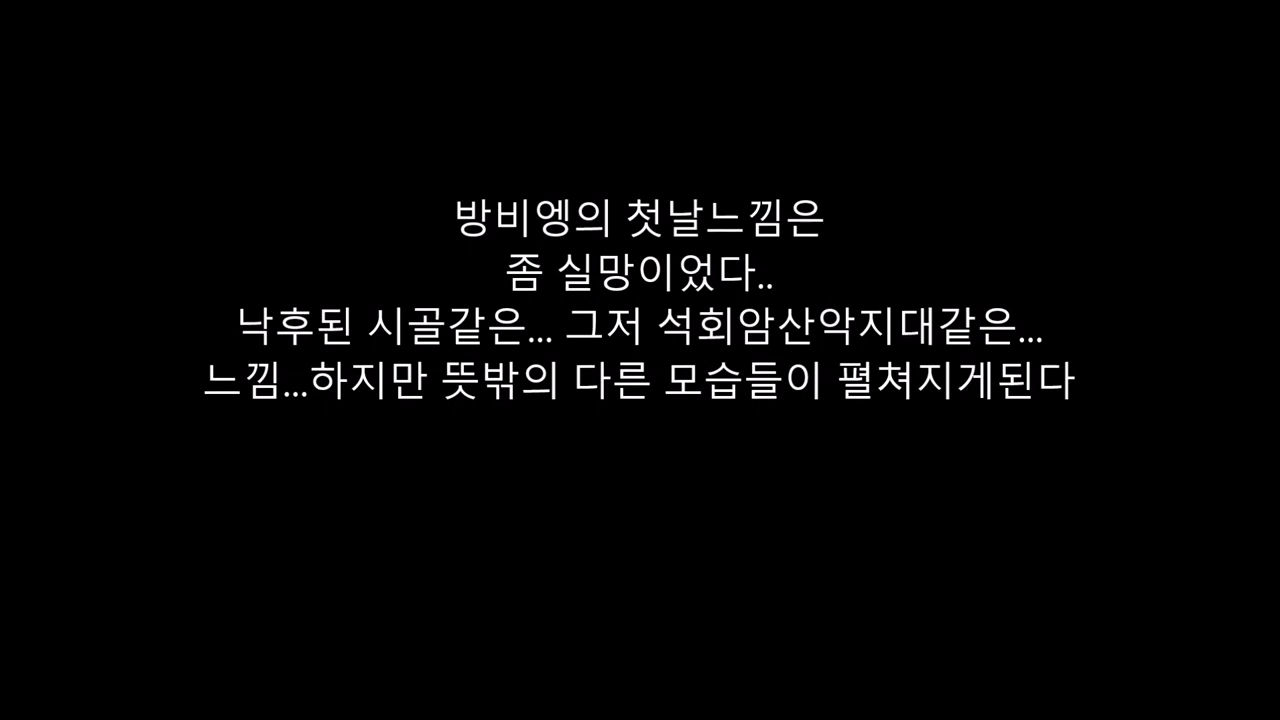 방비엥의 첫날느낌은
좀 실망이었다..
낙후된 시골같은... 그저 석회암산악지대같은...
느낌...하지만 뜻밖의 다른 모습들이 펼쳐지게된다